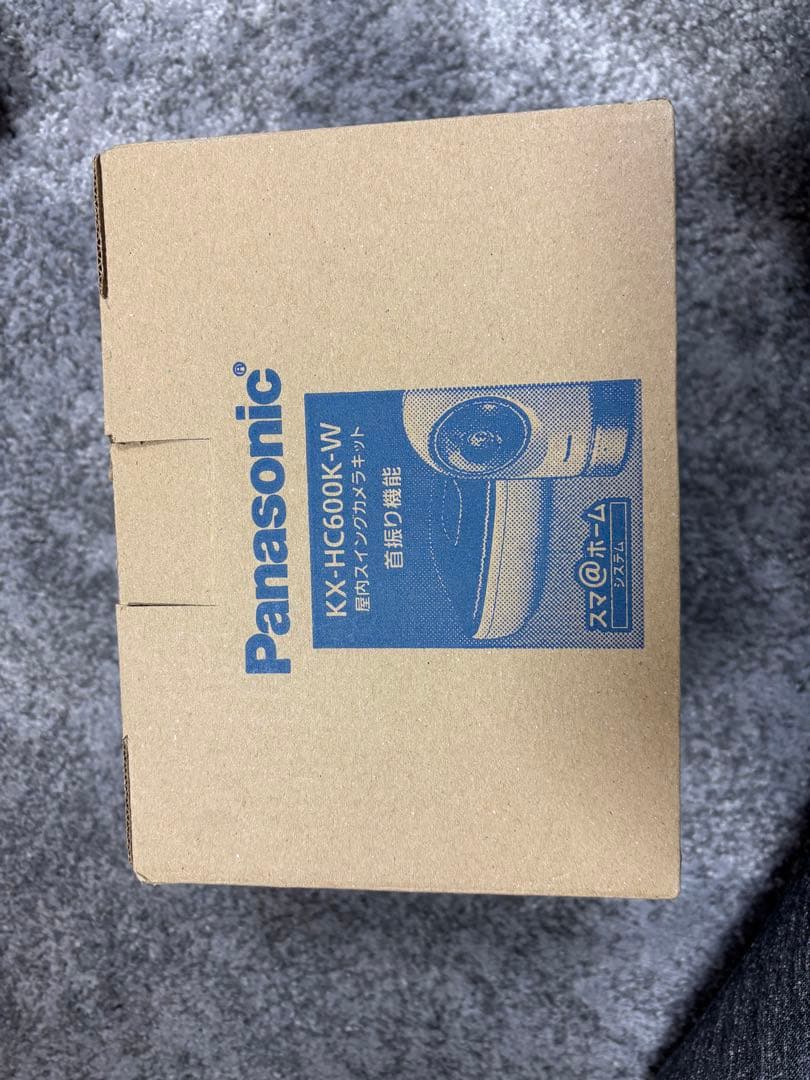 Panasonic®
KX-HC600K-W
屋内スイングカメラキット
首振り機能
スマ@ホーム
システム